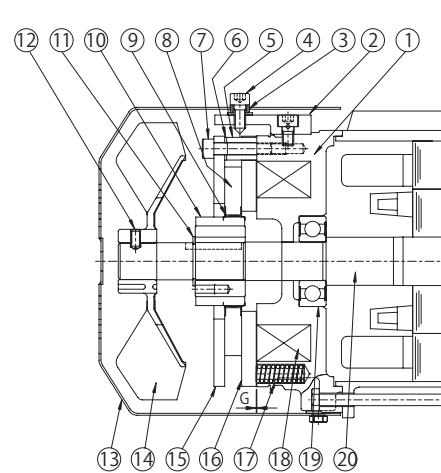 ⑫ ⑪ ⑩ ⑨ ⑧ ⑦ ⑥ ⑤ ④ ③ ② ①
G
⑬ ⑭ ⑮ ⑯ ⑰ ⑱ ⑲ ⑳